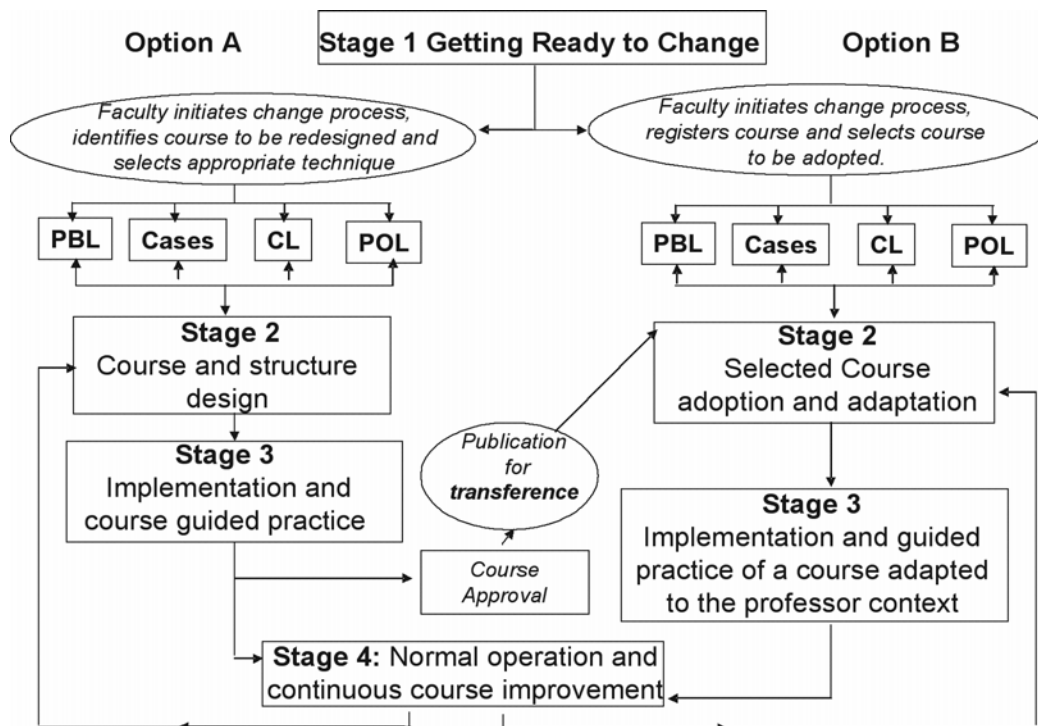 Option A
Stage 1 Getting Ready to Change
Option B
Faculty initiates change process,
identifies course to be redesigned and
selects appropriate technique
Faculty initiates change process,
registers course and selects course
to be adopted.
PBL
Cases
CL
POL
PBL
Cases
CL
POL
Stage 2
Course and structure
design
Stage 2
Selected Course
adoption and adaptation
Stage 3
Implementation and
course guided practice
Publication
for
transference
Course
Approval
Stage 3
Implementation and guided
practice of a course adapted
to the professor context
Stage 4: Normal operation and
continuous course improvement